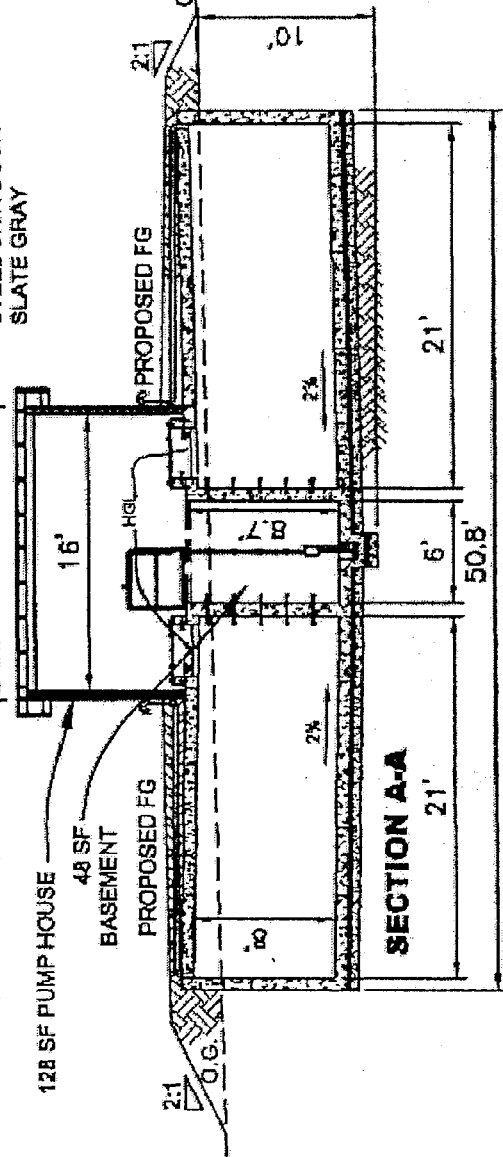 SLATE GRAY
2:1
10'
16'
PROPOSED FG
HGL
128 SF PUMP HOUSE
48 SF
BASEMENT
PROPOSED FG
8.7'
2%
2%
8'
2:1
O.G.
SECTION A-A
21'
6'
21'
50.8'